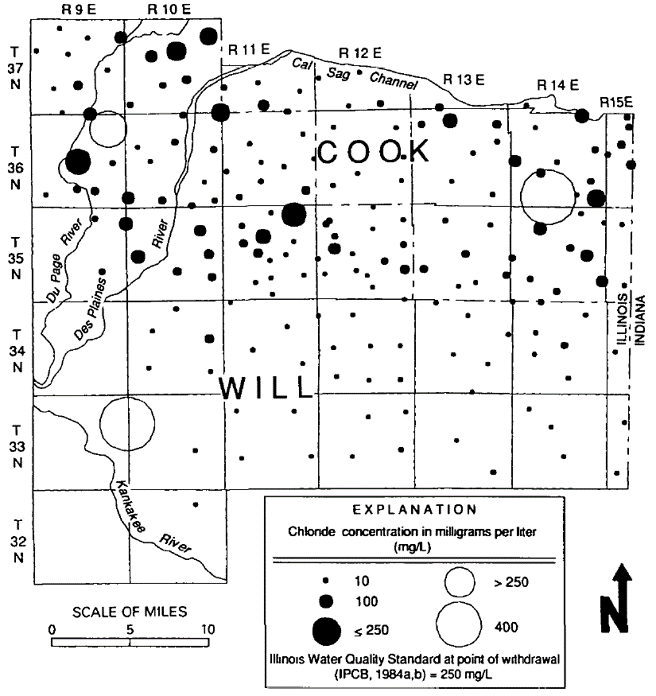 R 9 E R 10 E
R 11 E R 12 E
R 13 E R 14 E R15E
Cal Sag Channel
T
37
N
T
36
N
T
35
N
T
34
N
T
33
N
T
32
N
COOK
WILL
Du Page River
Des Plaines River
Kankakee River
ILLINOIS
INDIANA
EXPLANATION
Chloride concentration in milligrams per liter
(mg/L)
10 > 250
100
≤ 250 400
Illinois Water Quality Standard at point of withdrawal
(IPCB, 1984a,b) = 250 mg/L
SCALE OF MILES
0 5 10
N